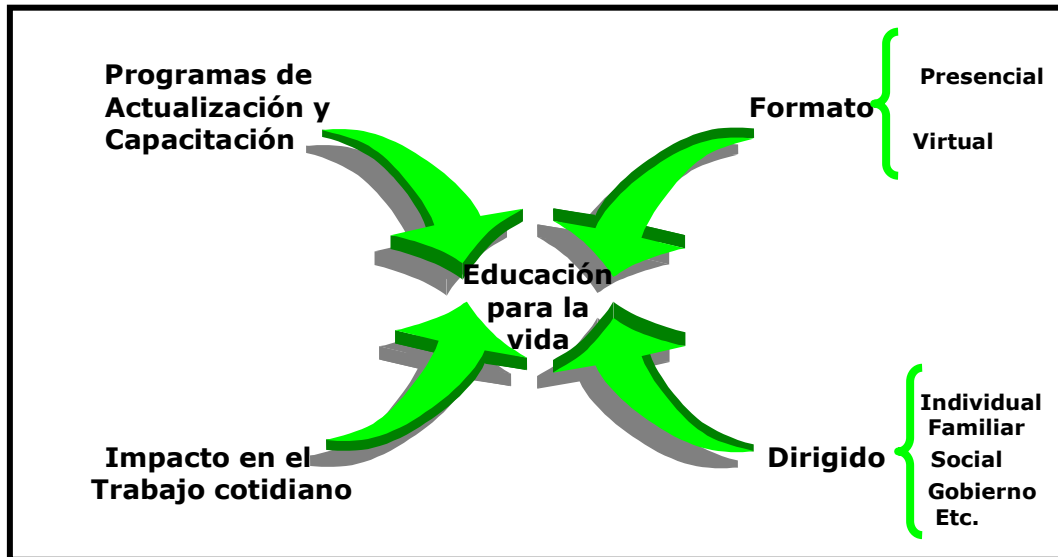 Programas de
Actualización y
Capacitación
Formato
Presencial
Virtual
Educación
para la
vida
Impacto en el
Trabajo cotidiano
Dirigido
Individual
Familiar
Social
Gobierno
Etc.